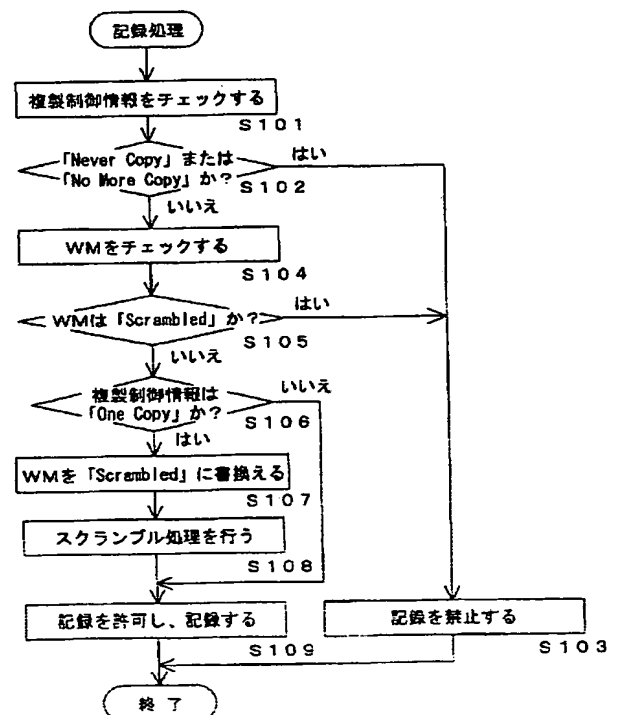 記録処理
複製制御情報をチェックする
S101
「Never Copy」または
「No More Copy」か?
はい
S102
いいえ
WMをチェックする
S104
WMは「Scrambled」か?
はい
S105
いいえ
複製制御情報は
「One Copy」か?
いいえ
S106
はい
WMを「Scrambled」に書換える
S107
スクランブル処理を行う
S108
記録を許可し、記録する
S109
記録を禁止する
S103
終了